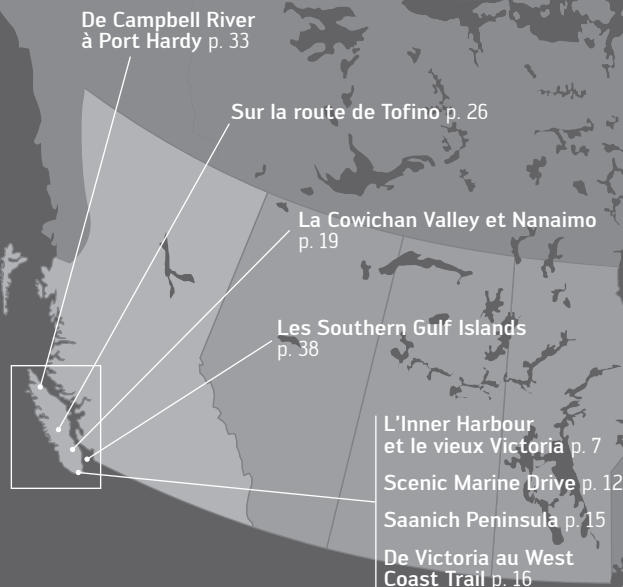 De Campbell River
à Port Hardy p. 33
Sur la route de Tofino p. 26
La Cowichan Valley et Nanaimo
p. 19
Les Southern Gulf Islands
p. 38
L'Inner Harbour
et le vieux Victoria p. 7
Scenic Marine Drive p. 12
Saanich Peninsula p. 15
De Victoria au West
Coast Trail p. 16